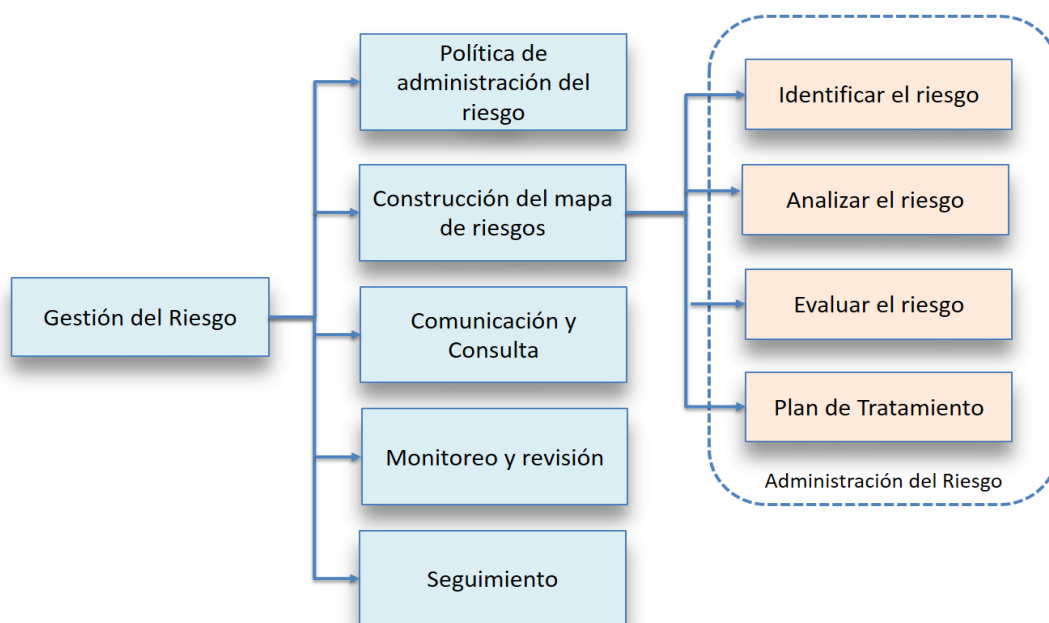 Política de
administración del
riesgo
Identificar el riesgo
Construcción del mapa
de riesgos
Analizar el riesgo
Gestión del Riesgo
Comunicación y
Consulta
Evaluar el riesgo
Monitoreo y revisión
Plan de Tratamiento
Administración del Riesgo
Seguimiento